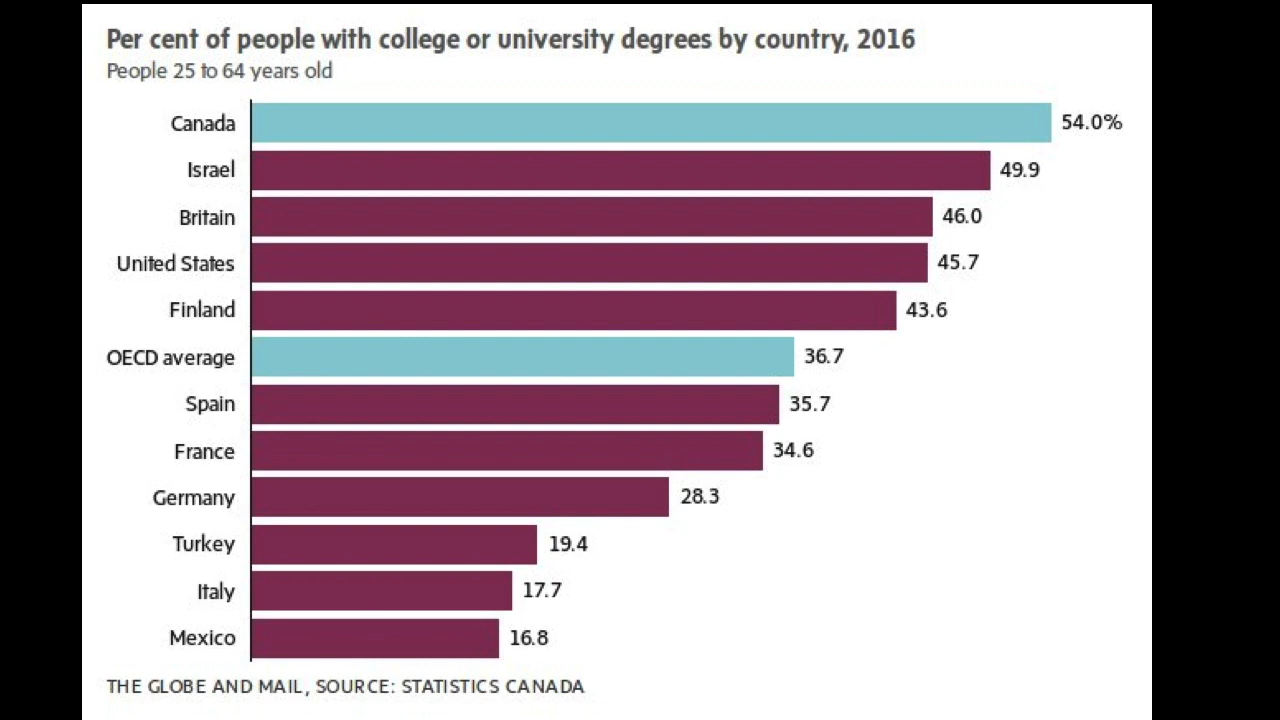 Per cent of people with college or university degrees by country, 2016
People 25 to 64 years old
Canada 54.0%
Israel 49.9
Britain 46.0
United States 45.7
Finland 43.6
OECD average 36.7
Spain 35.7
France 34.6
Germany 28.3
Turkey 19.4
Italy 17.7
Mexico 16.8
THE GLOBE AND MAIL, SOURCE: STATISTICS CANADA